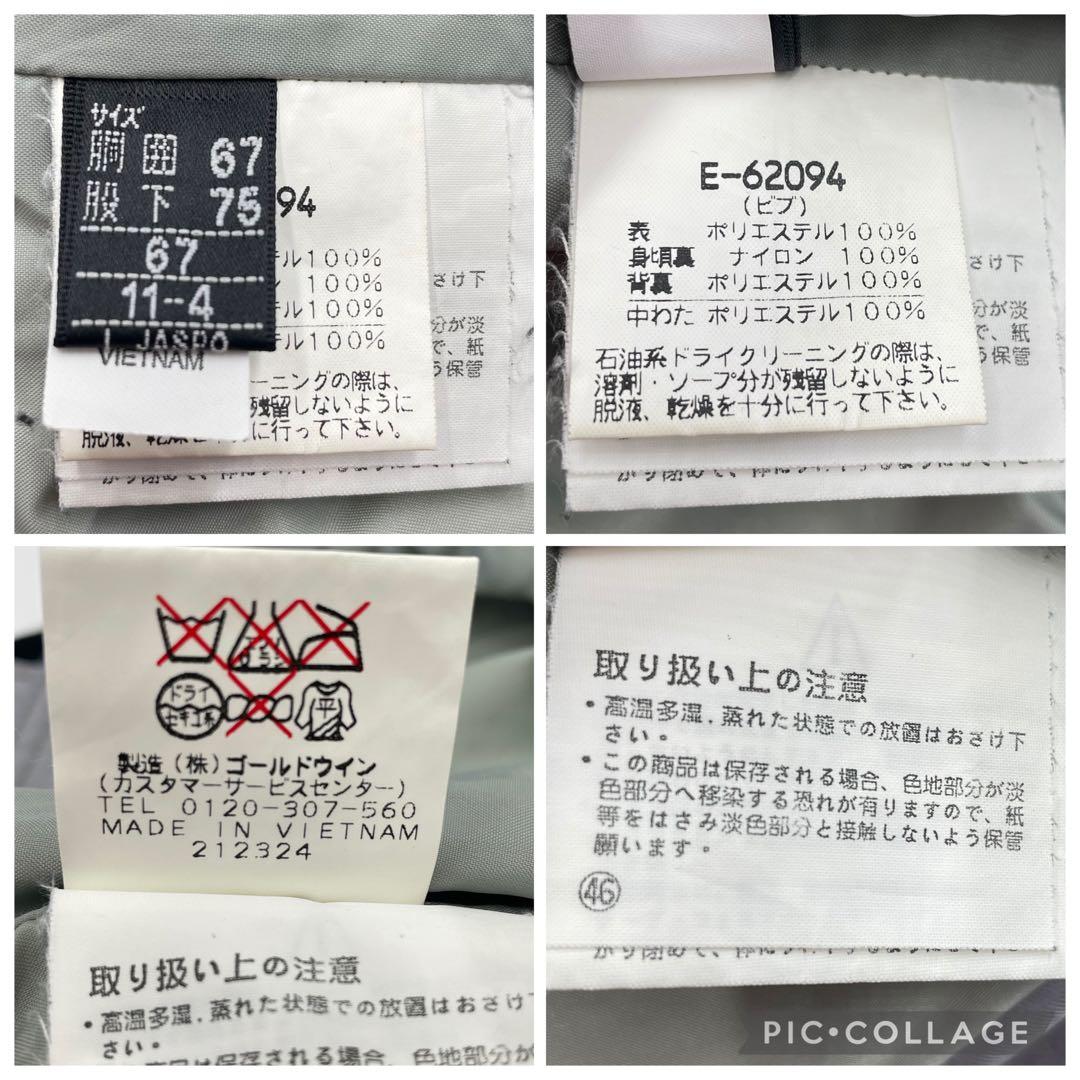 サイズ
胴囲 67
股下 75
67
11-4
VIETNAM
94
テル100%
ン 100%
テル100%
テル100%
ーニングの際は、
残留しないように
に行って下さい。
おさけ下
分が淡
で、紙
う保管
E-62094
(ビブ)
表 ポリエステル100%
身頃裏 ナイロン 100%
背裏 ポリエステル100%
中わた ポリエステル100%
石油系ドライクリーニングの際は、
溶剤・ソープ分が残留しないように
脱液、乾燥を十分に行って下さい。
さけ下
分が淡
で、紙
う保管
エンソ
サラシ
ドライ
セキユ系
平
製造(株)ゴールドウイン
(カスタマーサービスセンター)
TEL 0120-307-560
MADE IN VIETNAM
212324
取り扱い上の注意
・高温多湿.蒸れた状態での放置はおさけ下
さい。
取り扱い上の注意
・高温多湿.蒸れた状態での放置はおさけ下
さい。
・この商品は保存される場合、色地部分が淡
色部分へ移染する恐れが有りますので、紙
等をはさみ淡色部分と接触しないよう保管
願います。
46
PIC•COLLAGE